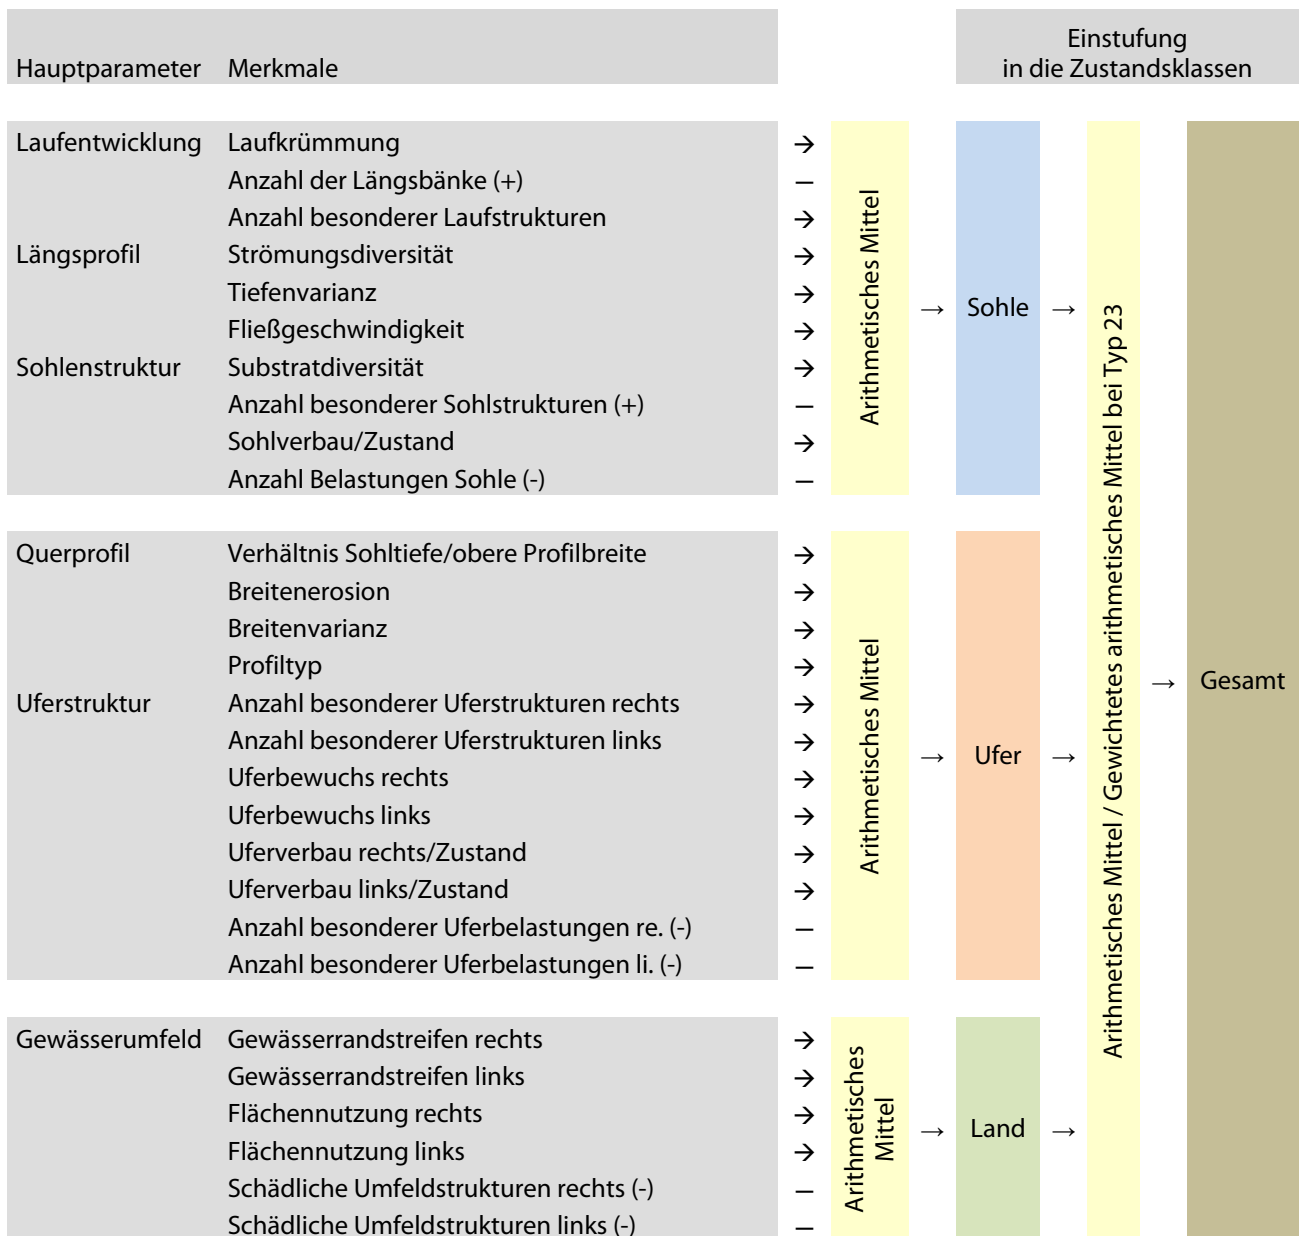 Hauptparameter Merkmale
Einstufung
in die Zustandsklassen
Laufentwicklung Laufkrümmung →
Anzahl der Längsbänke (+) –
Anzahl besonderer Laufstrukturen →
Längsprofil Strömungsdiversität →
Tiefenvarianz →
Fließgeschwindigkeit →
Sohlenstruktur Substratdiversität →
Anzahl besonderer Sohlstrukturen (+) –
Sohlverbau/Zustand →
Anzahl Belastungen Sohle (-) –
Arithmetisches Mittel
→ Sohle →
Querprofil Verhältnis Sohltiefe/obere Profilbreite →
Breitenerosion →
Breitenvarianz →
Profiltyp →
Uferstruktur Anzahl besonderer Uferstrukturen rechts →
Anzahl besonderer Uferstrukturen links →
Uferbewuchs rechts →
Uferbewuchs links →
Uferverbau rechts/Zustand →
Uferverbau links/Zustand →
Anzahl besonderer Uferbelastungen re. (-) –
Anzahl besonderer Uferbelastungen li. (-) –
Arithmetisches Mittel
→ Ufer →
Gewässerumfeld Gewässerrandstreifen rechts →
Gewässerrandstreifen links →
Flächennutzung rechts →
Flächennutzung links →
Schädliche Umfeldstrukturen rechts (-) –
Schädliche Umfeldstrukturen links (-) –
Arithmetisches
Mittel
→ Land →
Arithmetisches Mittel / Gewichtetes arithmetisches Mittel bei Typ 23
→ Gesamt